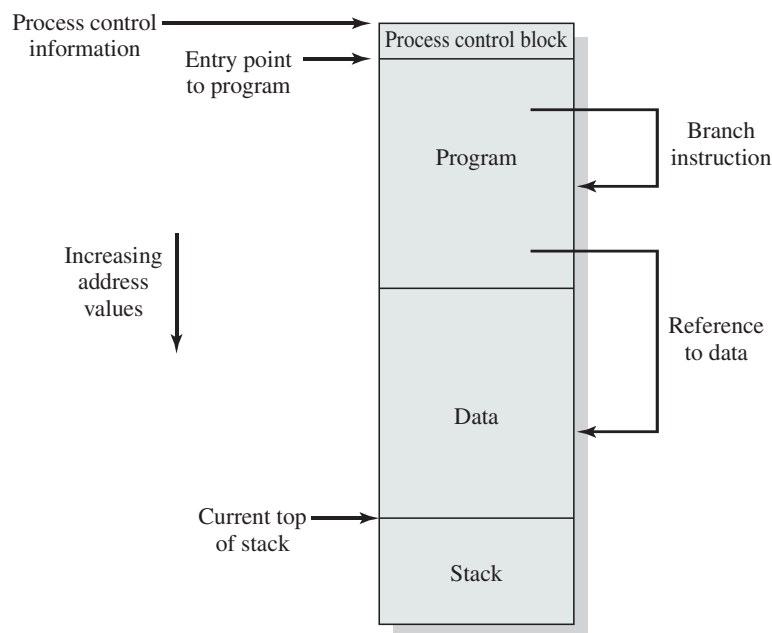 Process control
information
Process control block
Entry point
to program
Branch
instruction
Program
Increasing
address
values
Reference
to data
Data
Current top
of stack
Stack